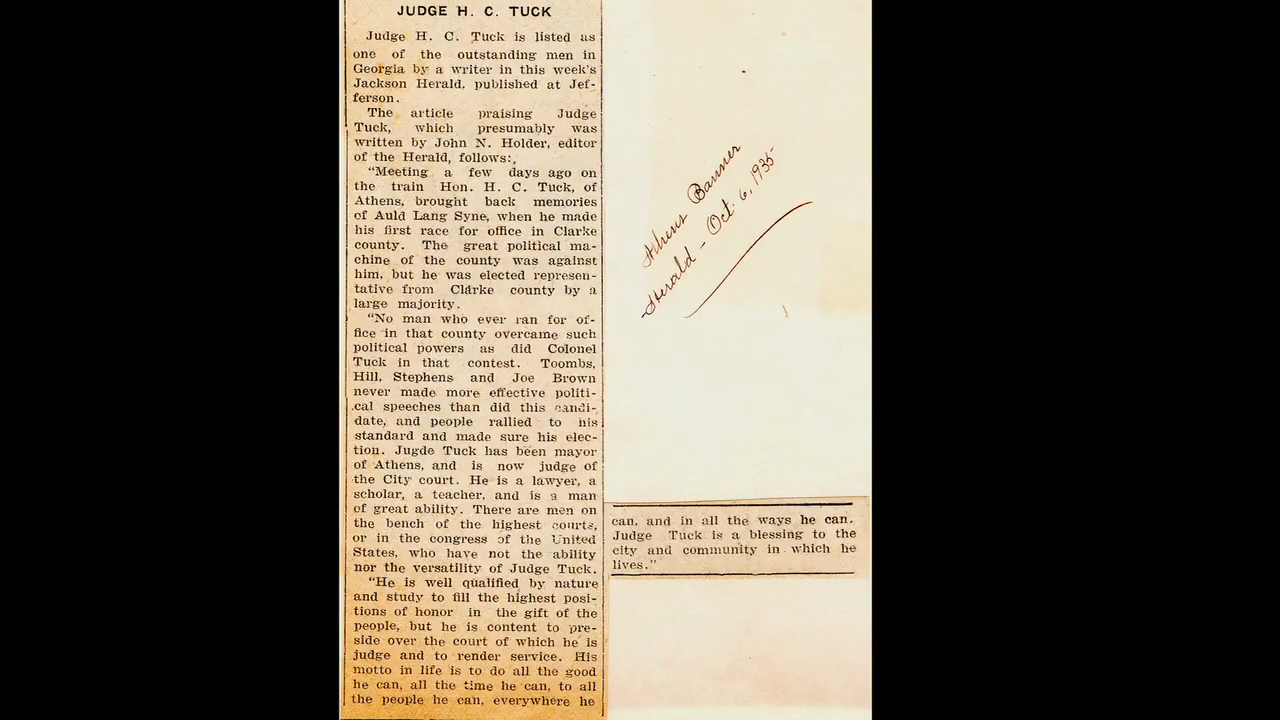 JUDGE H. C. TUCK
Judge H. C. Tuck is listed as
one of the outstanding men in
Georgia by a writer in this week's
Jackson Herald, published at Jef-
ferson.
The article praising Judge
Tuck, which presumably was
written by John N. Holder, editor
of the Herald, follows:
"Meeting a few days ago on
the train Hon. H. C. Tuck, of
Athens, brought back memories
of Auld Lang Syne, when he made
his first race for office in Clarke
county. The great political ma-
chine of the county was against
him, but he was elected represen-
tative from Clarke county by a
large majority.
"No man who ever ran for of-
fice in that county overcame such
political powers as did Colonel
Tuck in that contest. Toombs,
Hill, Stephens and Joe Brown
never made more effective politi-
cal speeches than did this candi-
date, and people rallied to his
standard and made sure his elec-
tion. Jugde Tuck has been mayor
of Athens, and is now judge of
the City court. He is a lawyer, a
scholar, a teacher, and is a man
of great ability. There are men on
the bench of the highest courts,
or in the congress of the United
States, who have not the ability
nor the versatility of Judge Tuck.
"He is well qualified by nature
and study to fill the highest posi-
tions of honor in the gift of the
people, but he is content to pre-
side over the court of which he is
judge and to render service. His
motto in life is to do all the good
he can, all the time he can, to all
the people he can, everywhere he
can, and in all the ways he can.
Judge Tuck is a blessing to the
city and community in which he
lives."
Athens Banner
Herald - Oct. 6, 1935